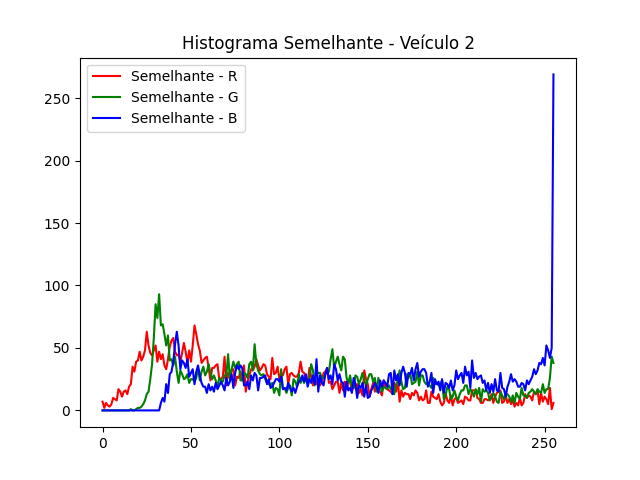 Histograma Semelhante - Veículo 2
Semelhante - R
Semelhante - G
Semelhante - B
250
200
150
100
50
0
0 50 100 150 200 250